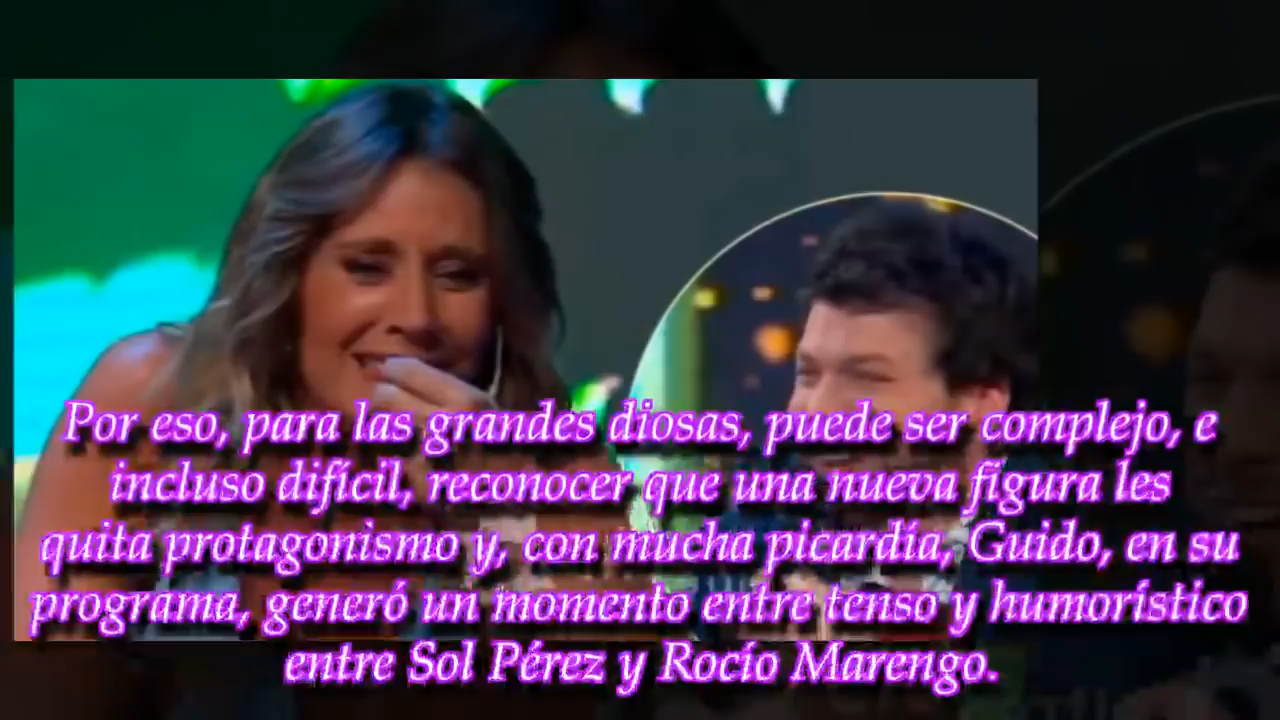 Por eso, para las grandes diosas, puede ser complejo, e
incluso difícil, reconocer que una nueva figura les
quita protagonismo y, con mucha picardía, Guido, en su
programa, generó un momento entre tenso y humorístico
entre Sol Pérez y Rocío Marengo.